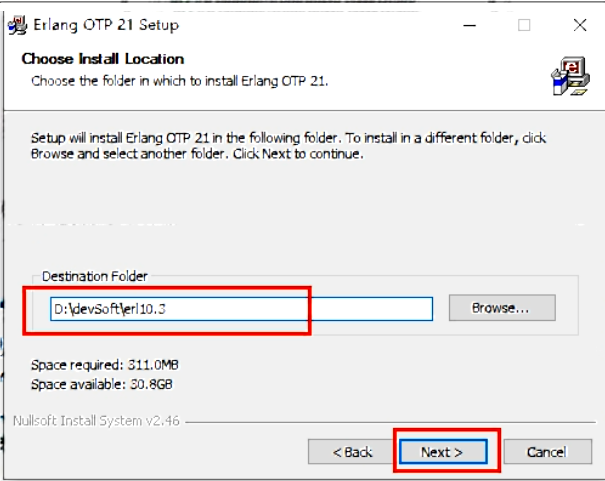 Erlang OTP 21 Setup
Choose Install Location
Choose the folder in which to install Erlang OTP 21.
Setup will install Erlang OTP 21 in the following folder. To install in a different folder, click
Browse and select another folder. Click Next to continue.
Destination Folder
D:\devSoft\erl10.3
Browse...
Space required: 311.0MB
Space available: 30.8GB
Nullsoft Install System v2.46
< Back
Next >
Cancel